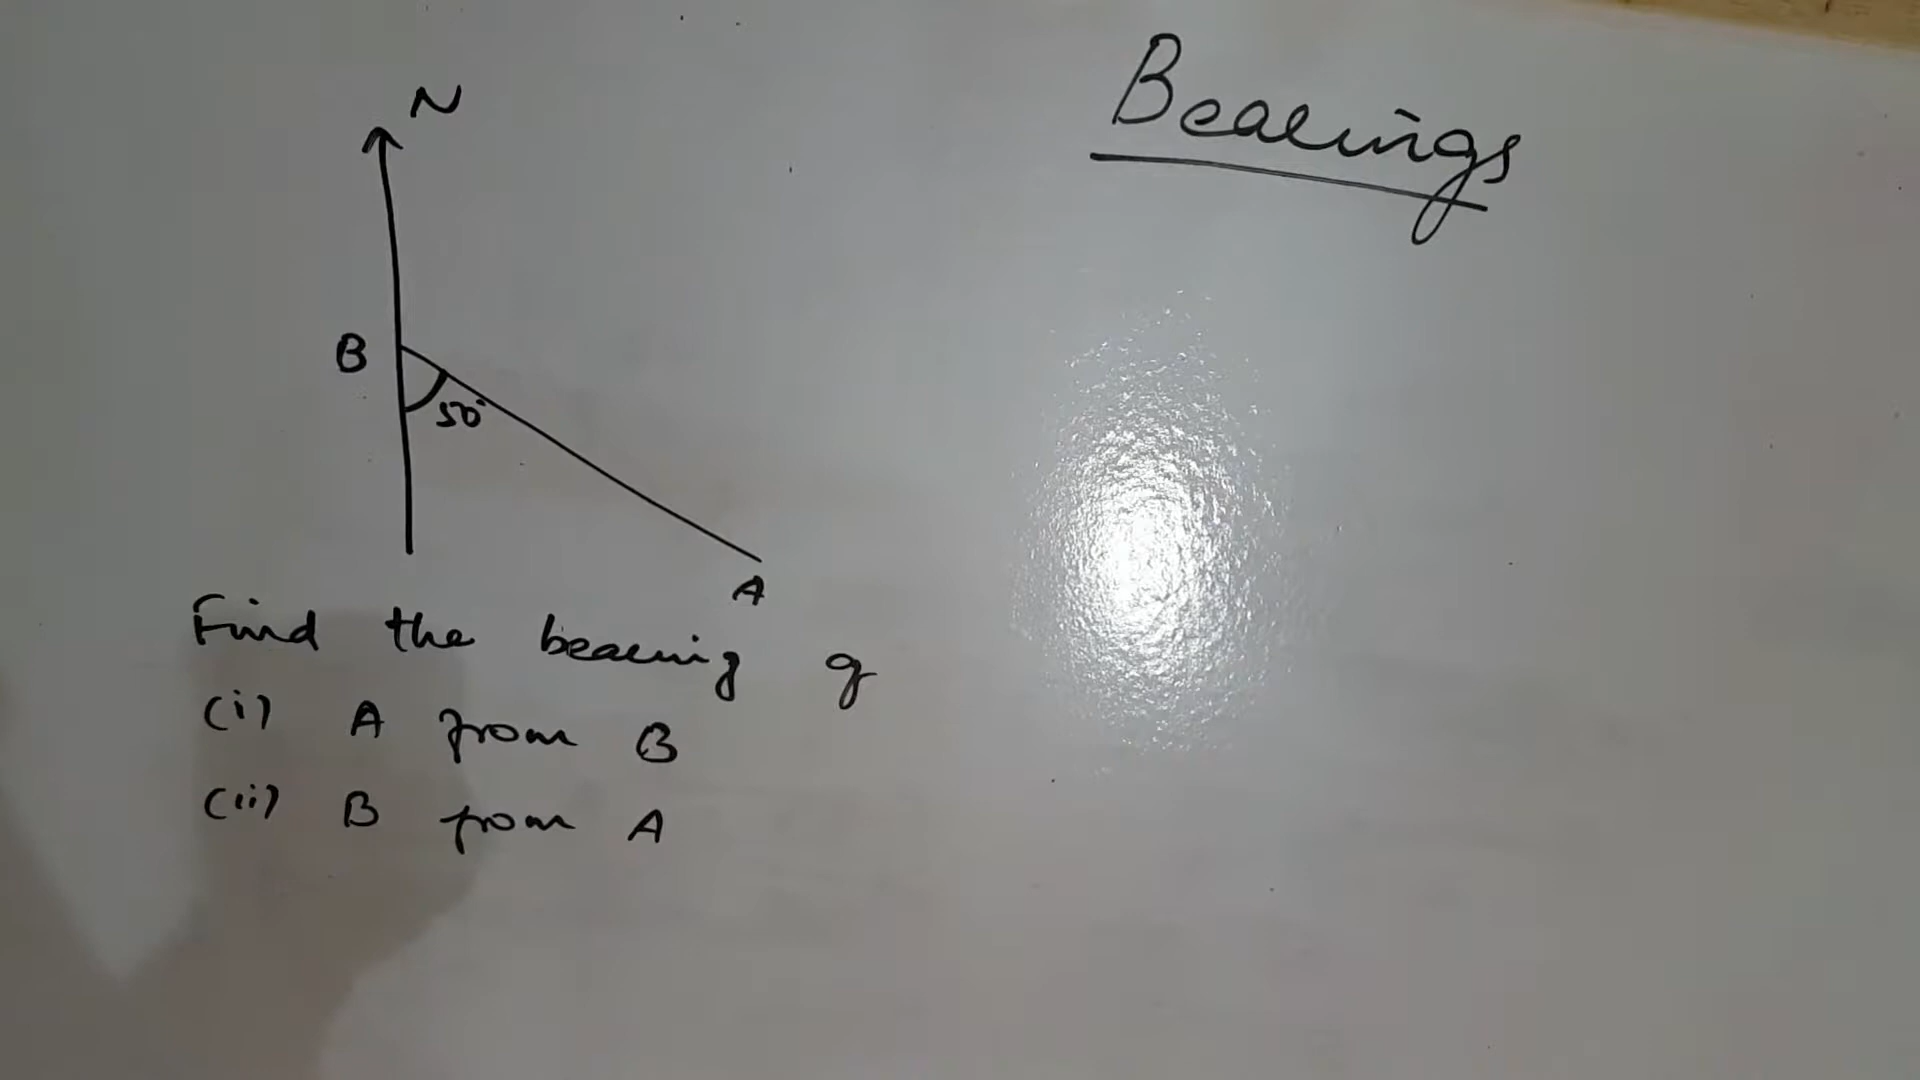 Bearings
N
B
50°
A
Find the bearing of
(i) A from B
(ii) B from A